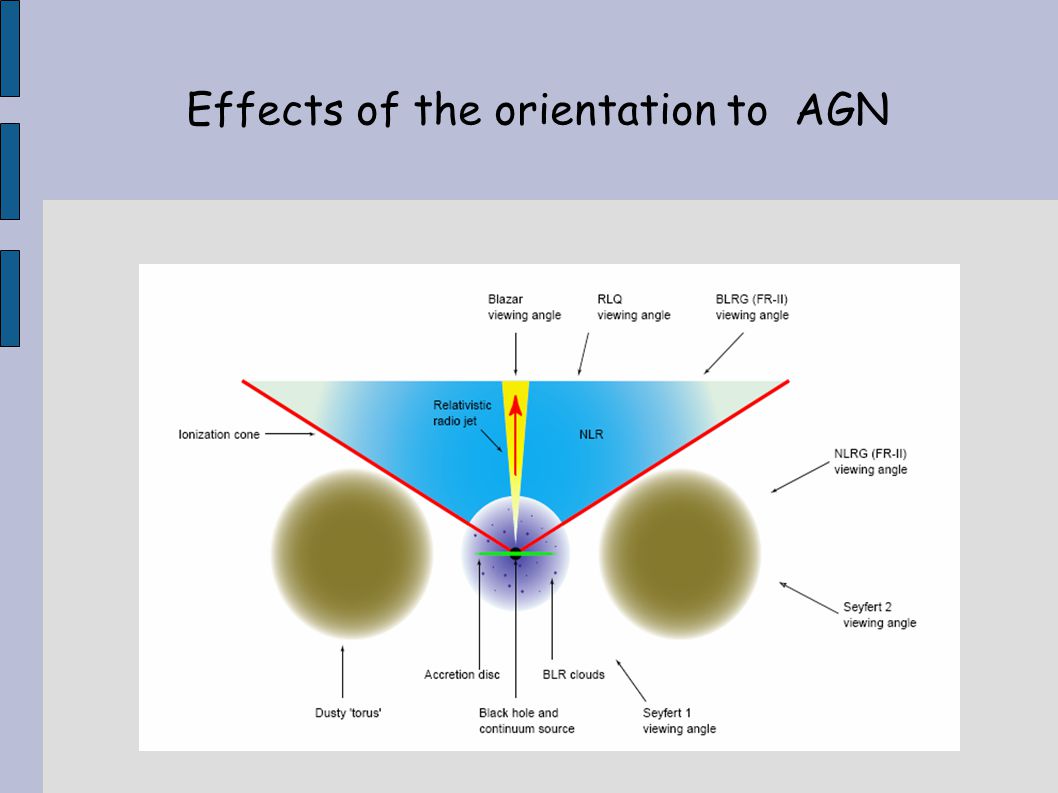 Effects of the orientation to AGN
Blazar
viewing angle
RLQ
viewing angle
BLRG (FR-II)
viewing angle
Relativistic
radio jet
Ionization cone
NLR
NLRG (FR-II)
viewing angle
Seyfert 2
viewing angle
Accretion disc
BLR clouds
Dusty 'torus'
Black hole and
continuum source
Seyfert 1
viewing angle